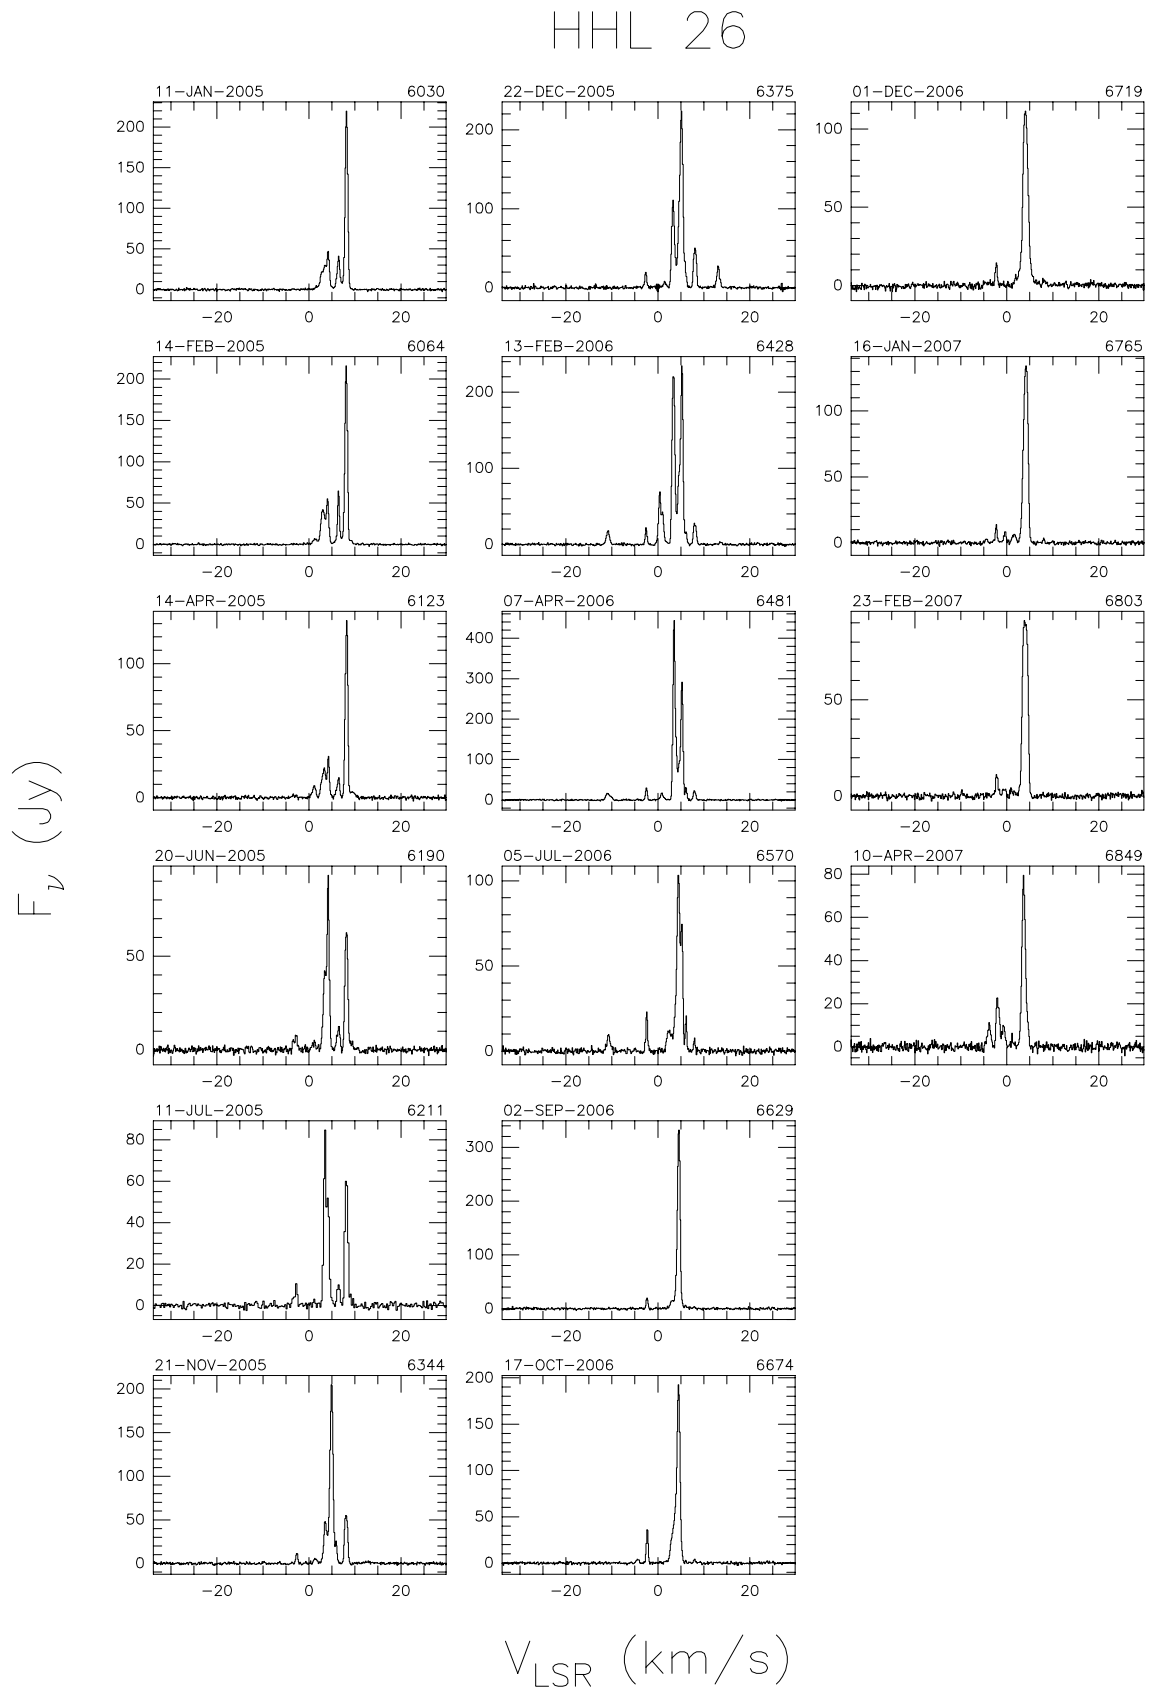 HHL 26
11-JAN-2005 6030
200
150
100
50
0
-20 0 20
14-FEB-2005 6064
200
150
100
50
0
-20 0 20
14-APR-2005 6123
100
50
0
-20 0 20
20-JUN-2005 6190
50
0
-20 0 20
11-JUL-2005 6211
80
60
40
20
0
-20 0 20
21-NOV-2005 6344
200
150
100
50
0
-20 0 20
22-DEC-2005 6375
200
100
0
-20 0 20
13-FEB-2006 6428
200
100
0
-20 0 20
07-APR-2006 6481
400
300
200
100
0
-20 0 20
05-JUL-2006 6570
100
50
0
-20 0 20
02-SEP-2006 6629
300
200
100
0
-20 0 20
17-OCT-2006 6674
200
150
100
50
0
-20 0 20
01-DEC-2006 6719
100
50
0
-20 0 20
16-JAN-2007 6765
100
50
0
-20 0 20
23-FEB-2007 6803
50
0
-20 0 20
10-APR-2007 6849
80
60
40
20
0
-20 0 20
Fν (Jy)
VLSR (km/s)